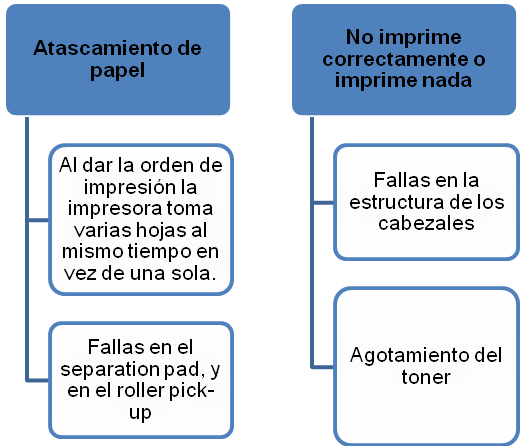 Atascamiento de
papel
Al dar la orden de
impresión la
impresora toma
varias hojas al
mismo tiempo en
vez de una sola.
Fallas en el
separation pad, y
en el roller pick-
up
No imprime
correctamente o
imprime nada
Fallas en la
estructura de los
cabezales
Agotamiento del
toner